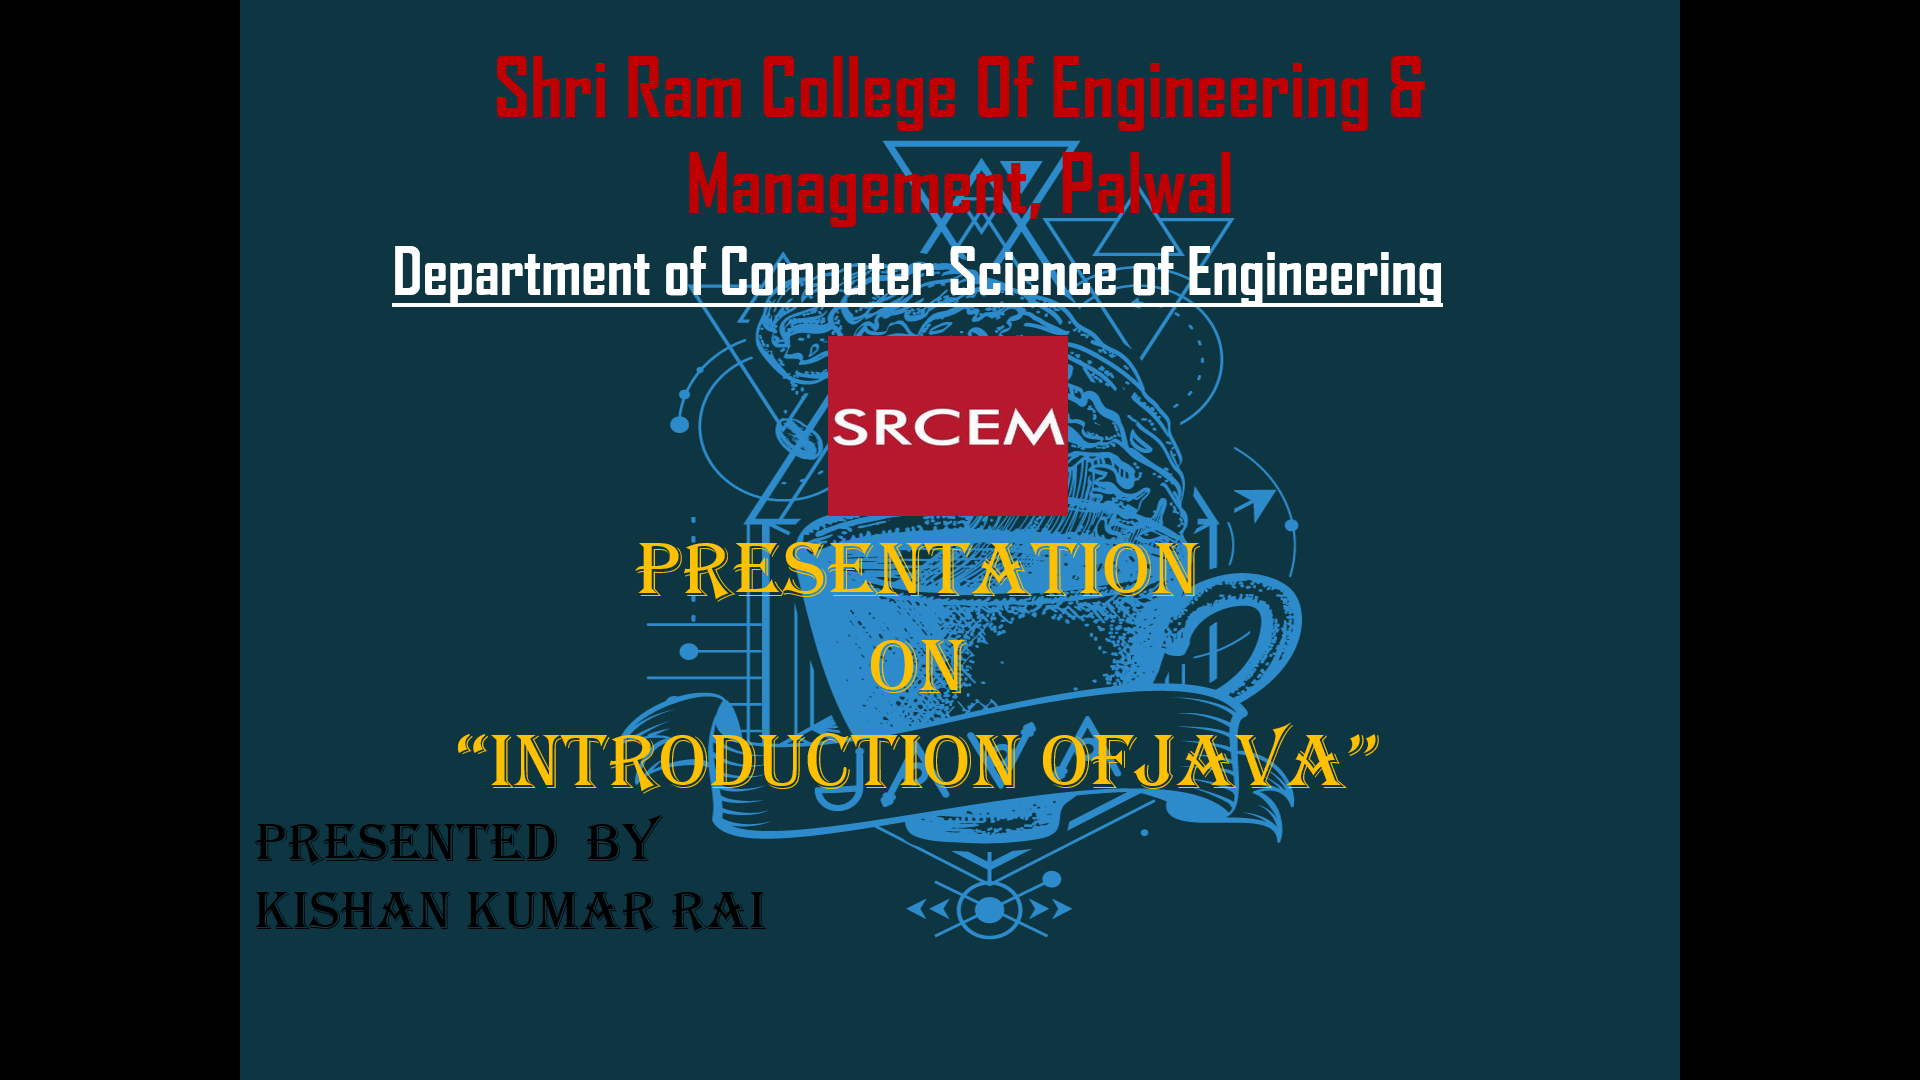 Shri Ram College Of Engineering &
Management, Palwal
Department of Computer Science of Engineering
SRCEM
PRESENTATION
ON
“INTRODUCTION OFJAVA”
JAVA
PRESENTED BY
KISHAN KUMAR RAI